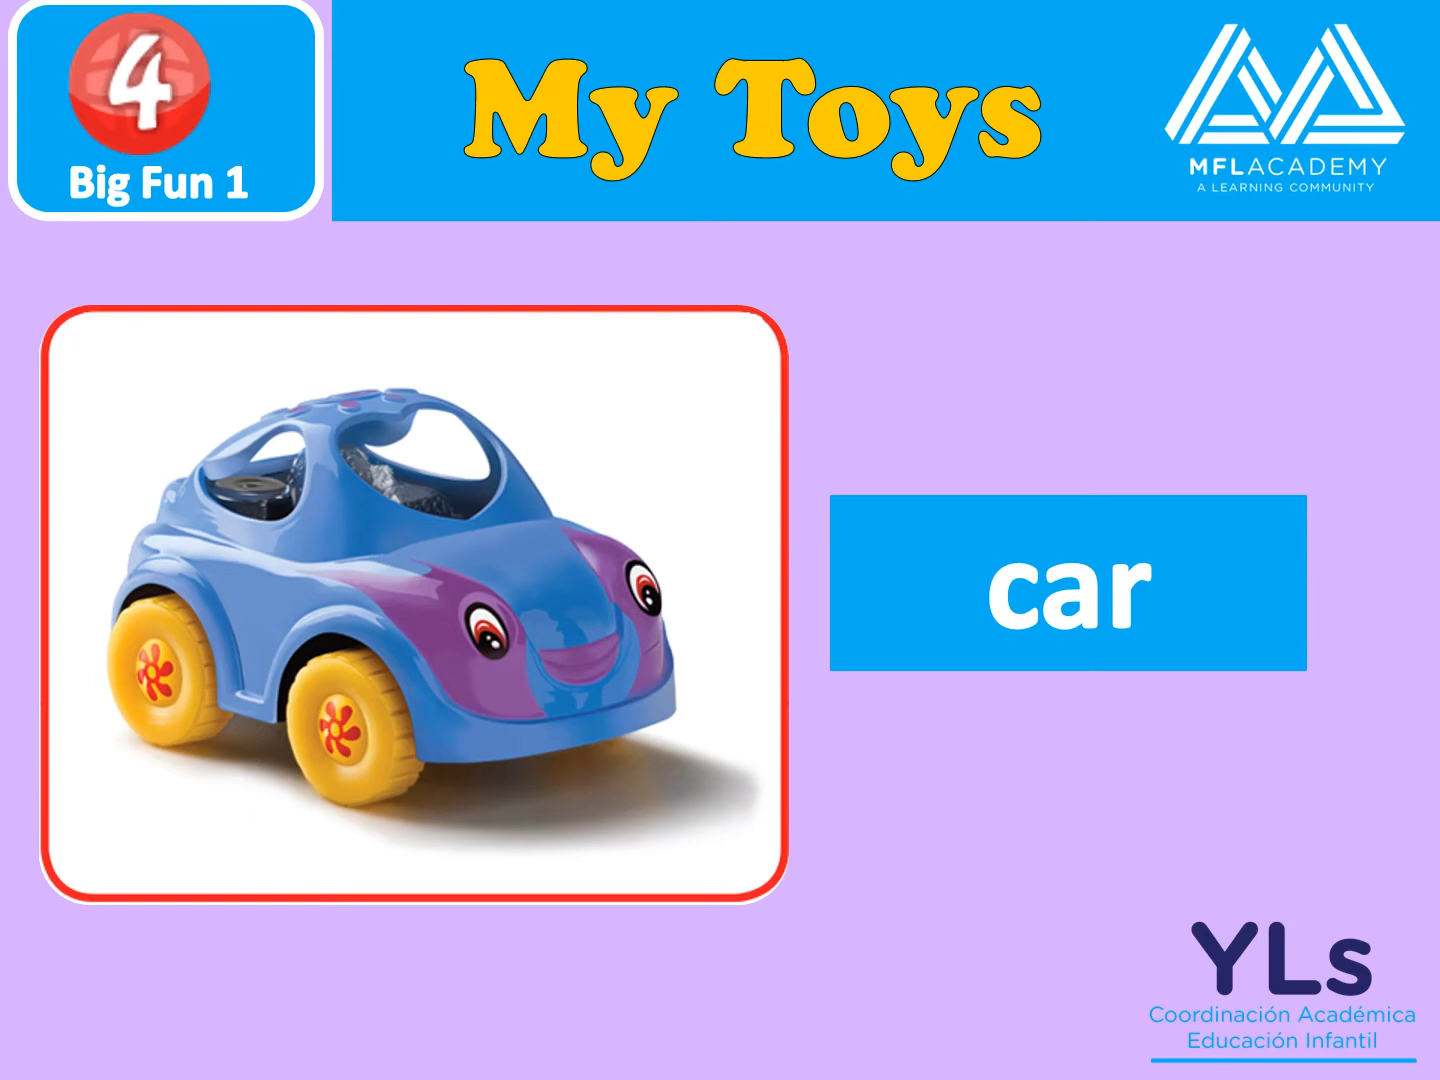 4
Big Fun 1
My Toys
MFLACADEMY
A LEARNING COMMUNITY
car
YLs
Coordinación Académica
Educación Infantil